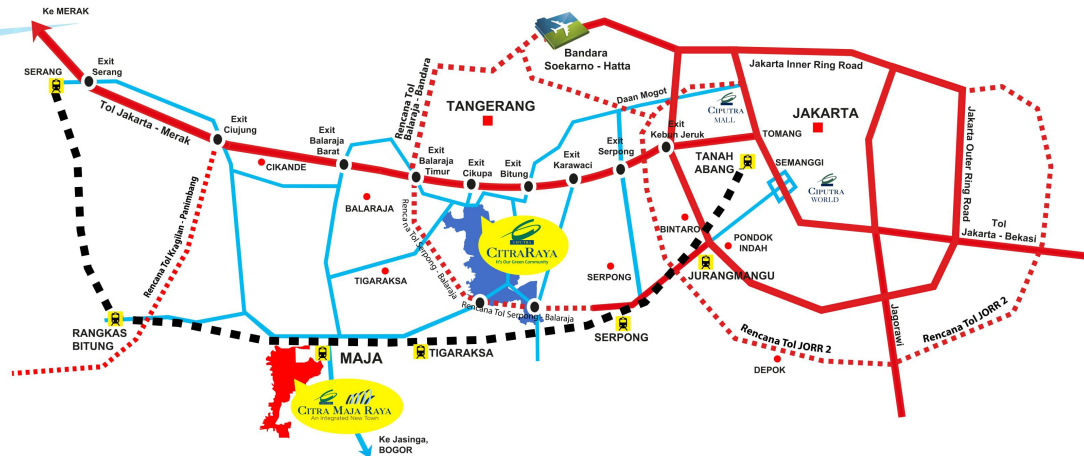 Ke MERAK
SERANG
Exit
Serang
Tol Jakarta - Merak
Exit
Ciujung
CIKANDE
Exit
Balaraja
Barat
Rencana Tol
Balaraja - Bandara
TANGERANG
Bandara
Soekarno - Hatta
Jakarta Inner Ring Road
Daan Mogot
CIPUTRA
MALL
JAKARTA
Exit
Balaraja
Timur
Exit
Cikupa
Exit
Bitung
Exit
Karawaci
Exit
Serpong
Exit
Kebun Jeruk
TOMANG
TANAH
ABANG
SEMANGGI
CIPUTRA
WORLD
Jakarta Outer Ring Road
Tol
Jakarta - Bekasi
BALARAJA
Rencana Tol Kragilan - Panimbang
Rencana Tol Serpong - Balaraja
CIPUTRA
CITRARAYA
It's Our Green Community
BINTARO
PONDOK
INDAH
TIGARAKSA
SERPONG
JURANGMANGU
Rencana Tol Serpong - Balaraja
RANGKAS
BITUNG
MAJA
TIGARAKSA
SERPONG
Rencana Tol JORR 2
Jagorawi
Rencana Tol JORR 2
DEPOK
CITRA MAJA RAYA
An Integrated New Town
Ke Jasinga,
BOGOR